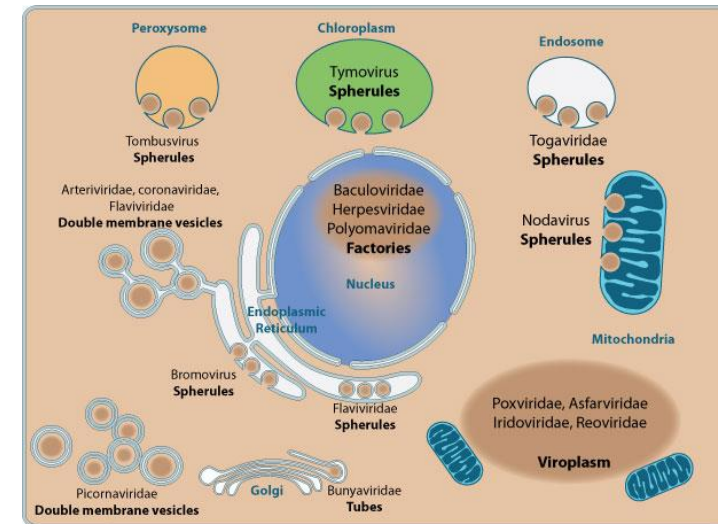 Peroxysome
Chloroplasm
Endosome
Tymovirus
Spherules
Tombusvirus
Spherules
Togaviridae
Spherules
Arteriviridae, coronaviridae,
Flaviviridae
Double membrane vesicles
Baculoviridae
Herpesviridae
Polyomaviridae
Factories
Nucleus
Nodavirus
Spherules
Mitochondria
Endoplasmic
Reticulum
Bromovirus
Spherules
Flaviviridae
Spherules
Poxviridae, Asfarviridae
Iridoviridae, Reoviridae
Viroplasm
Picornaviridae
Double membrane vesicles
Golgi
Bunyaviridae
Tubes